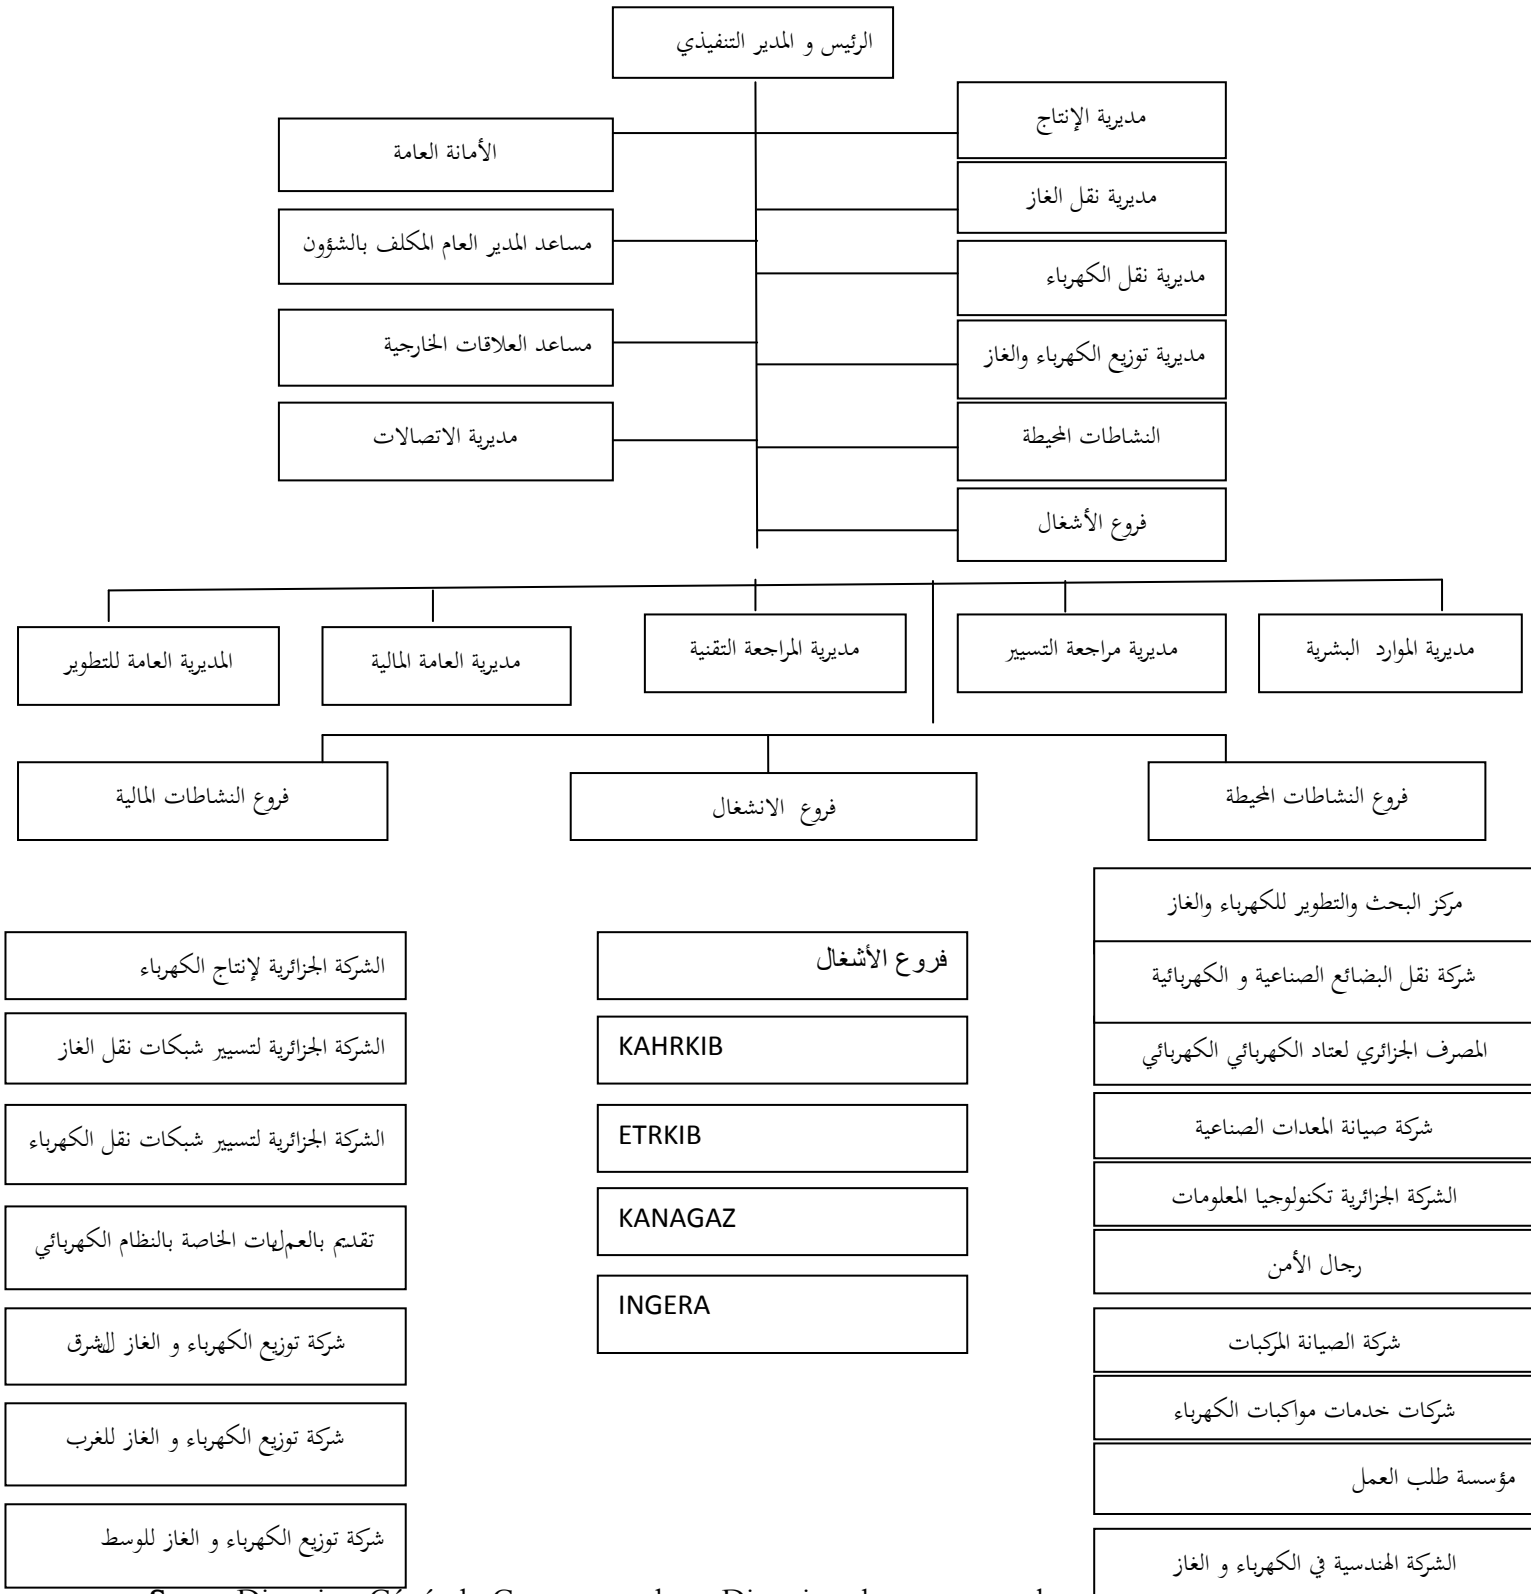 الرئيس و المدير التنفيذي
مديرية الإنتاج
الأمانة العامة
مديرية نقل الغاز
مساعد المدير العام المكلف بالشؤون
مديرية نقل الكهرباء
مساعد العلاقات الخارجية
مديرية توزيع الكهرباء والغاز
مديرية الاتصالات
النشاطات المحيطة
فروع الأشغال
مديرية الموارد البشرية
مديرية مراجعة التسيير
مديرية المراجعة التقنية
مديرية العامة المالية
المديرية العامة للتطوير
فروع النشاطات المحيطة
فروع الانشغال
فروع النشاطات المالية
مركز البحث والتطوير للكهرباء والغاز
شركة نقل البضائع الصناعية و الكهربائية
المصرف الجزائري لعتاد الكهربائي الكهربائي
شركة صيانة المعدات الصناعية
الشركة الجزائرية تكنولوجيا المعلومات
رجال الأمن
شركة الصيانة المركبات
شركات خدمات مواكبات الكهرباء
مؤسسة طلب العمل
الشركة الهندسية في الكهرباء و الغاز
فروع الأشغال
KAHRKIB
ETRKIB
KANAGAZ
INGERA
الشركة الجزائرية لإنتاج الكهرباء
الشركة الجزائرية لتسيير شبكات نقل الغاز
الشركة الجزائرية لتسيير شبكات نقل الكهرباء
تقديم بالعمليات الخاصة بالنظام الكهربائي
شركة توزيع الكهرباء و الغاز للشرق
شركة توزيع الكهرباء و الغاز للغرب
شركة توزيع الكهرباء و الغاز للوسط